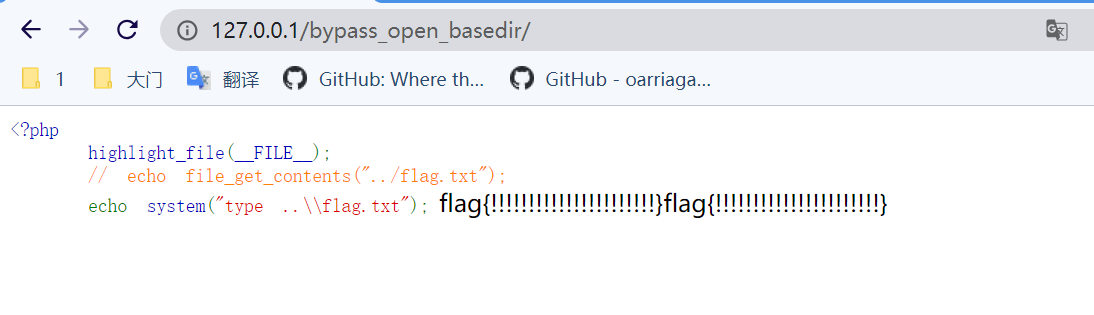 127.0.0.1/bypass_open_basedir/
1 大门 翻译 GitHub: Where th... GitHub - oarriaga...
<?php
highlight_file(__FILE__);
// echo file_get_contents("../flag.txt");
echo system("type ..\\flag.txt"); flag{!!!!!!!!!!!!!!!!!!!!!!}flag{!!!!!!!!!!!!!!!!!!!!!!}